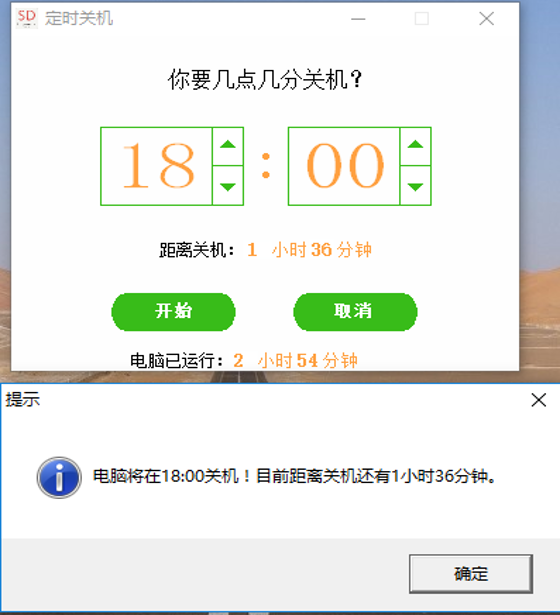 SD 定时关机
你要几点几分关机？
18 : 00
距离关机：1 小时 36 分钟
开始 取消
电脑已运行：2 小时 54 分钟
提示
电脑将在18:00关机！目前距离关机还有1小时36分钟。
确定